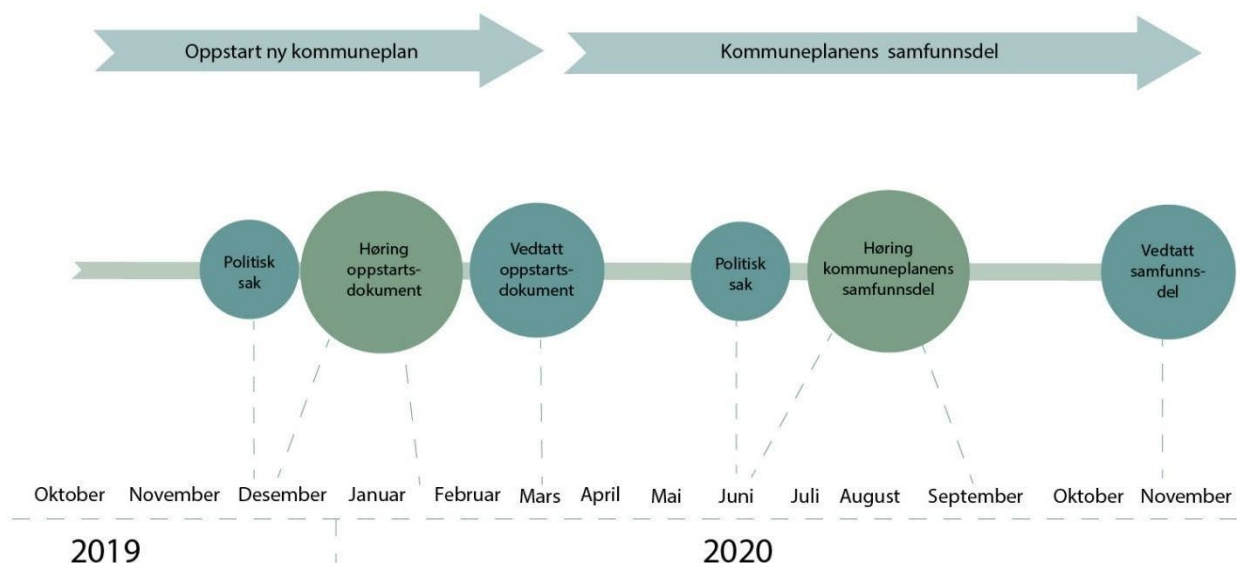 Oppstart ny kommuneplan
Kommuneplanens samfunnsdel
Politisk
sak
Høring
oppstarts-
dokument
Vedtatt
oppstarts-
dokument
Politisk
sak
Høring
kommuneplanens
samfunnsdel
Vedtatt
samfunns-
del
Oktober November Desember Januar Februar Mars April Mai Juni Juli August September Oktober November
2019 2020